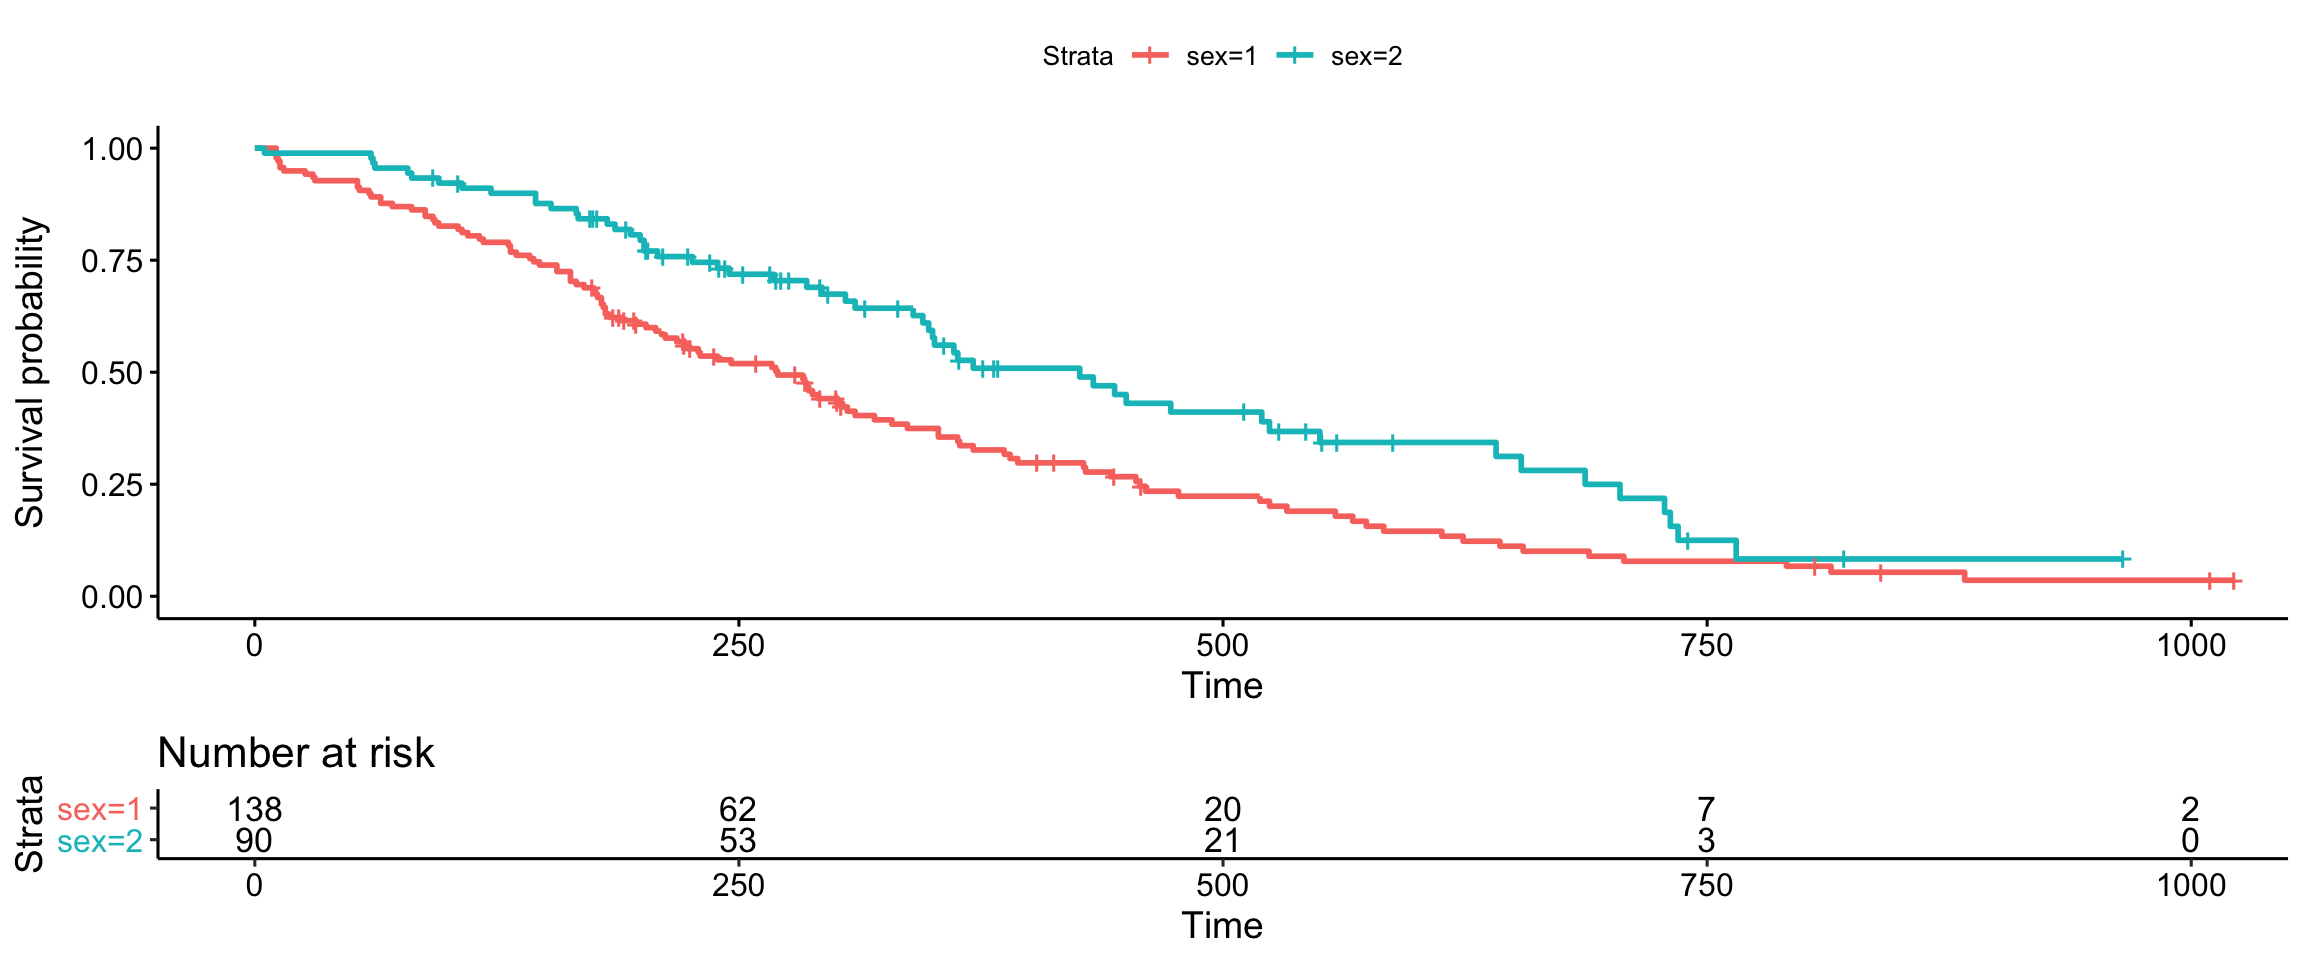 Strata sex=1 sex=2
Survival probability
1.00
0.75
0.50
0.25
0.00
0 250 500 750 1000
Time
Number at risk
Strata
sex=1 138 62 20 7 2
sex=2 90 53 21 3 0
0 250 500 750 1000
Time